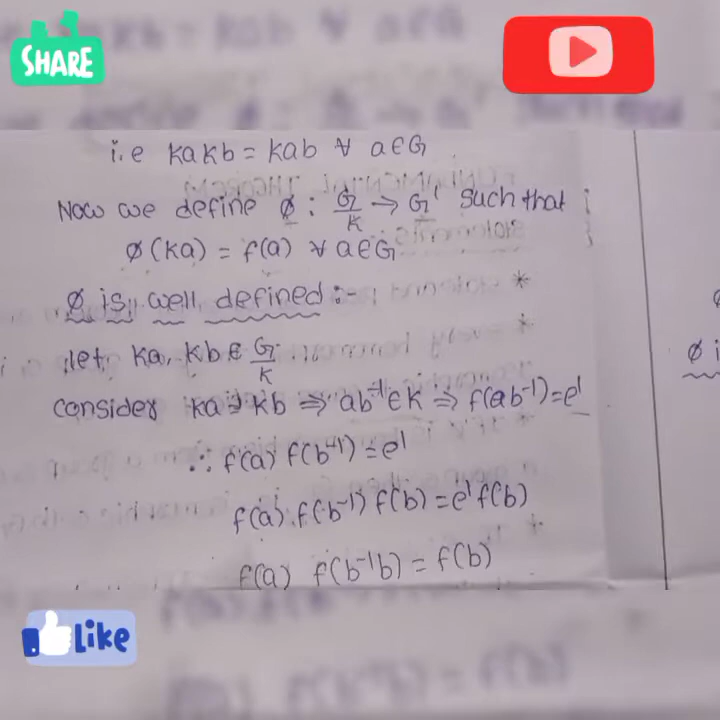 SHARE
i.e kakb = kab ∀ a∈G
Now we define ø : G/K → G' such that
ø(ka) = f(a) ∀ a∈G
ø is well defined :-
let ka, kb ∈ G/K
consider ka = kb ⇒ ab⁻¹∈K ⇒ f(ab⁻¹)=e'
∴ f(a) f(b⁻¹) = e'
f(a).f(b⁻¹) f(b) = e' f(b)
f(a) f(b⁻¹b) = f(b)
ø i
Like